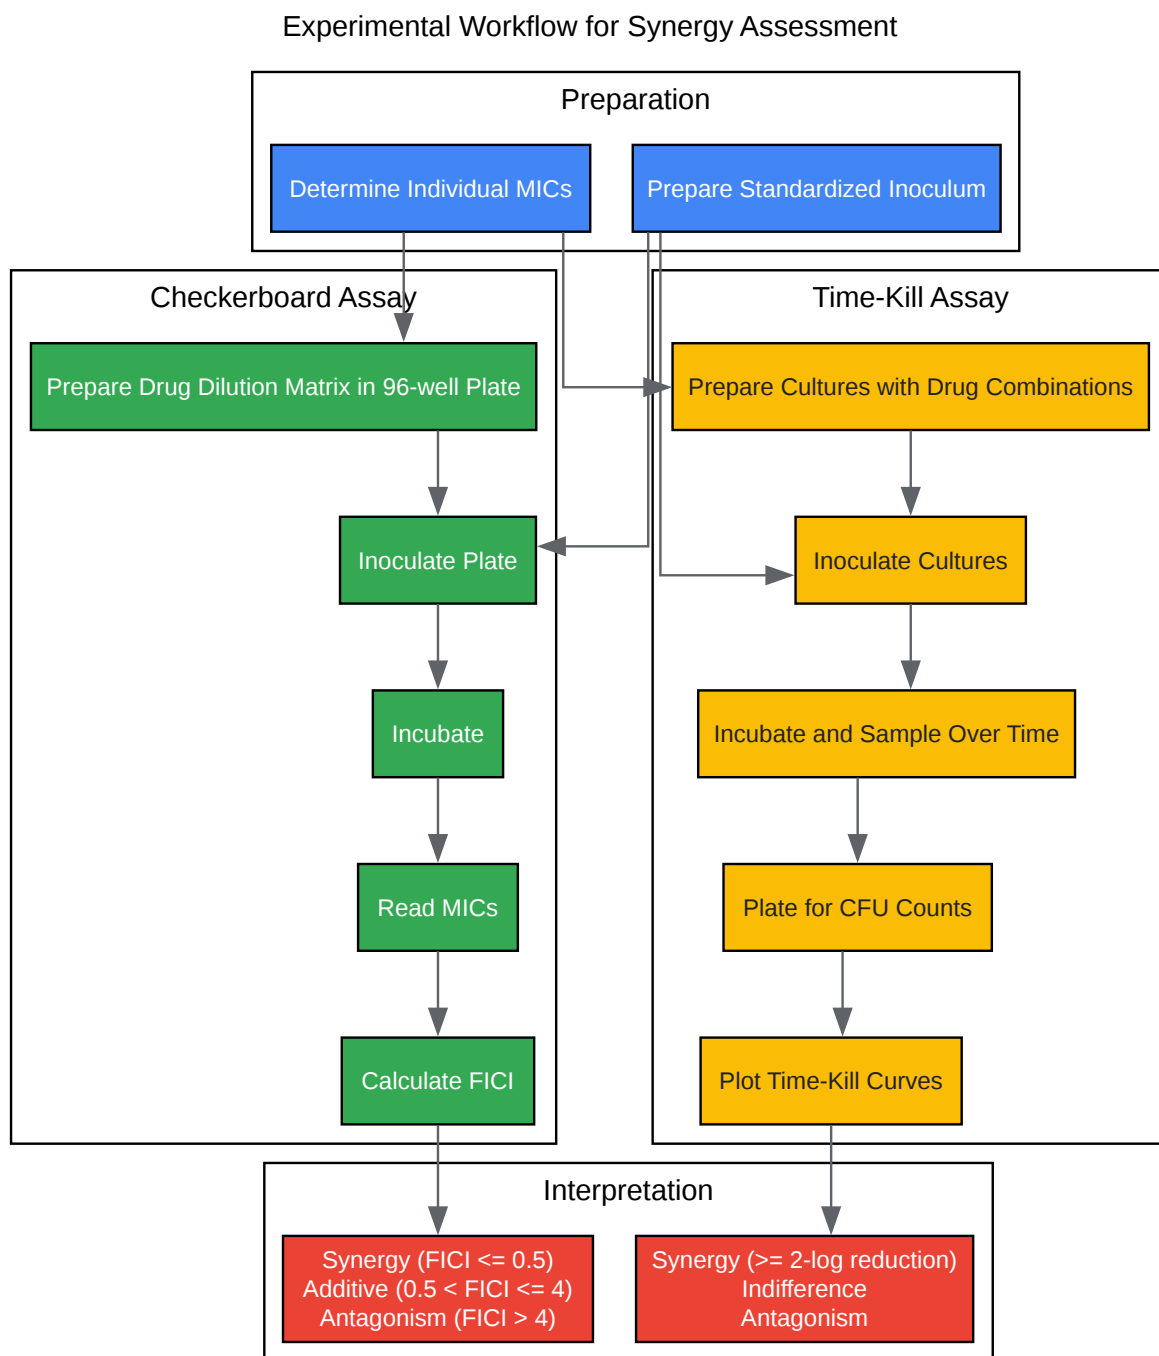 Experimental Workflow for Synergy Assessment
Preparation
Determine Individual MICs
Prepare Standardized Inoculum
Checkerboard Assay
Prepare Drug Dilution Matrix in 96-well Plate
Inoculate Plate
Incubate
Read MICs
Calculate FICI
Time-Kill Assay
Prepare Cultures with Drug Combinations
Inoculate Cultures
Incubate and Sample Over Time
Plate for CFU Counts
Plot Time-Kill Curves
Interpretation
Synergy (FICI <= 0.5)
Additive (0.5 < FICI <= 4)
Antagonism (FICI > 4)
Synergy (>= 2-log reduction)
Indifference
Antagonism